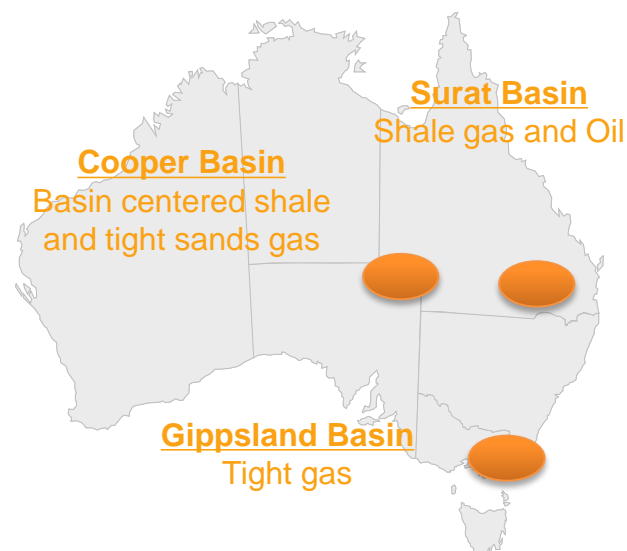 Surat Basin
Shale gas and Oil
Cooper Basin
Basin centered shale
and tight sands gas
Gippsland Basin
Tight gas